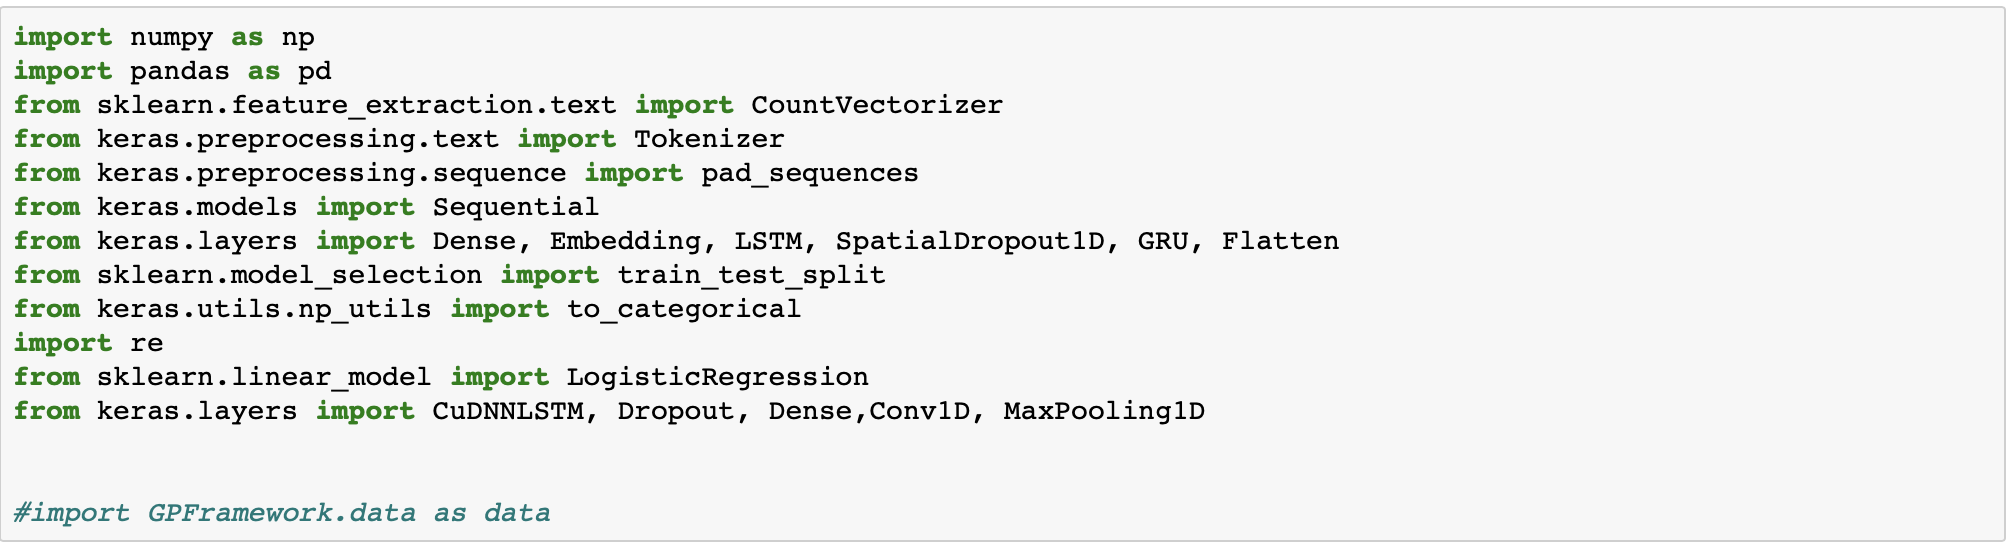 import numpy as np
import pandas as pd
from sklearn.feature_extraction.text import CountVectorizer
from keras.preprocessing.text import Tokenizer
from keras.preprocessing.sequence import pad_sequences
from keras.models import Sequential
from keras.layers import Dense, Embedding, LSTM, SpatialDropout1D, GRU, Flatten
from sklearn.model_selection import train_test_split
from keras.utils.np_utils import to_categorical
import re
from sklearn.linear_model import LogisticRegression
from keras.layers import CuDNNLSTM, Dropout, Dense,Conv1D, MaxPooling1D
#import GPFramework.data as data